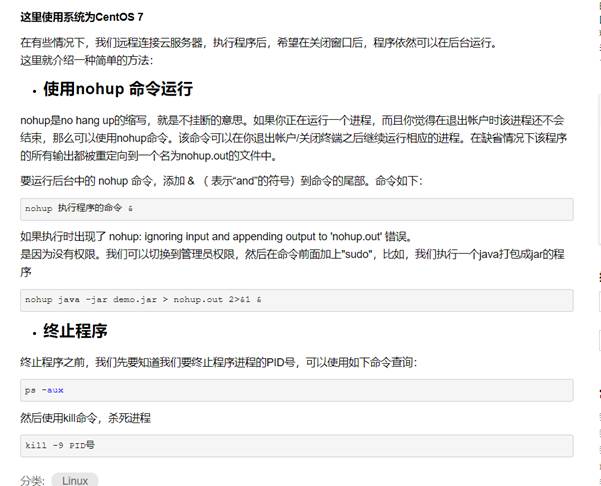 这里使用系统为CentOS 7
在有些情况下，我们远程连接云服务器，执行程序后，希望在关闭窗口后，程序依然可以在后台运行。
这里就介绍一种简单的方法：
• 使用nohup 命令运行
nohup是no hang up的缩写，就是不挂断的意思。如果你正在运行一个进程，而且你觉得在退出帐户时该进程还不会
结束，那么可以使用nohup命令。该命令可以在你退出帐户/关闭终端之后继续运行相应的进程。在缺省情况下该程序
的所有输出都被重定向到一个名为nohup.out的文件中。
要运行后台中的 nohup 命令，添加 & （ 表示“and”的符号）到命令的尾部。命令如下：
nohup 执行程序的命令 &
如果执行时出现了 nohup: ignoring input and appending output to 'nohup.out' 错误。
是因为没有权限。我们可以切换到管理员权限，然后在命令前面加上"sudo"，比如，我们执行一个java打包成jar的程
序
nohup java -jar demo.jar > nohup.out 2>&1 &
• 终止程序
终止程序之前，我们先要知道我们要终止程序进程的PID号，可以使用如下命令查询：
ps -aux
然后使用kill命令，杀死进程
kill -9 PID号
分类: Linux